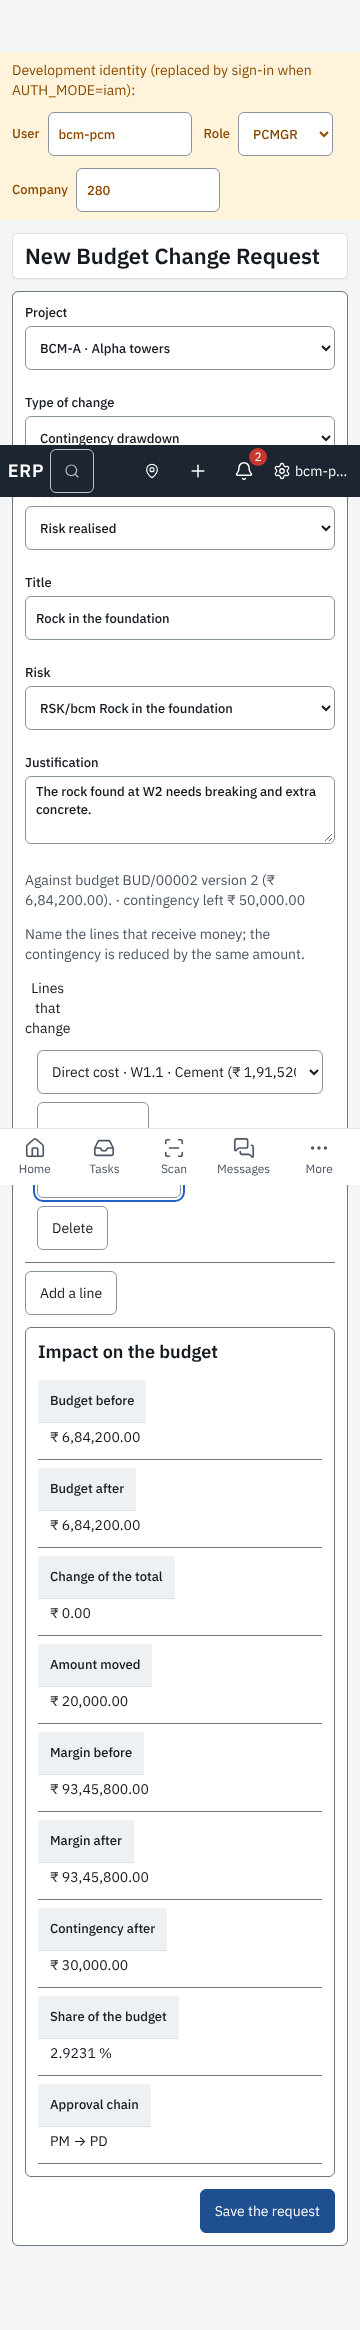 Development identity (replaced by sign-in when
AUTH_MODE=iam):
User bcm-pcm Role PCMGR
Company 280
New Budget Change Request
Project
BCM-A · Alpha towers
Type of change
Contingency drawdown
ERP 2 bcm-p...
Risk realised
Title
Rock in the foundation
Risk
RSK/bcm Rock in the foundation
Justification
The rock found at W2 needs breaking and extra
concrete.
Against budget BUD/00002 version 2 (₹
6,84,200.00). · contingency left ₹ 50,000.00
Name the lines that receive money; the
contingency is reduced by the same amount.
Lines
that
change
Direct cost · W1.1 · Cement (₹ 1,91,520
Home Tasks Scan Messages More
Delete
Add a line
Impact on the budget
Budget before
₹ 6,84,200.00
Budget after
₹ 6,84,200.00
Change of the total
₹ 0.00
Amount moved
₹ 20,000.00
Margin before
₹ 93,45,800.00
Margin after
₹ 93,45,800.00
Contingency after
₹ 30,000.00
Share of the budget
2.9231 %
Approval chain
PM → PD
Save the request